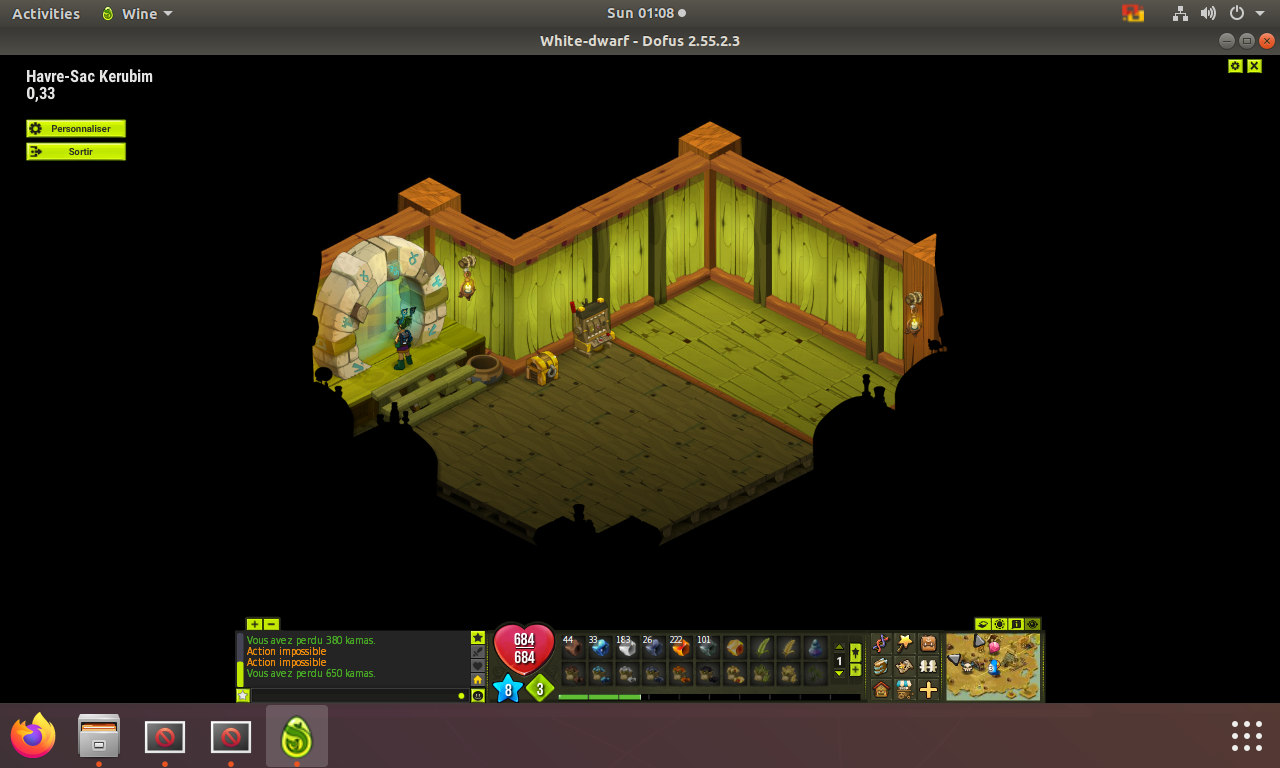 Activities
Wine
Sun 01:08
White-dwarf - Dofus 2.55.2.3
Havre-Sac Kerubim
0,33
Personnaliser
Sortir
Vous avez perdu 380 kamas.
Action impossible
Action impossible
Vous avez perdu 650 kamas.
684
684
8
3
44
33
183
26
222
101
1